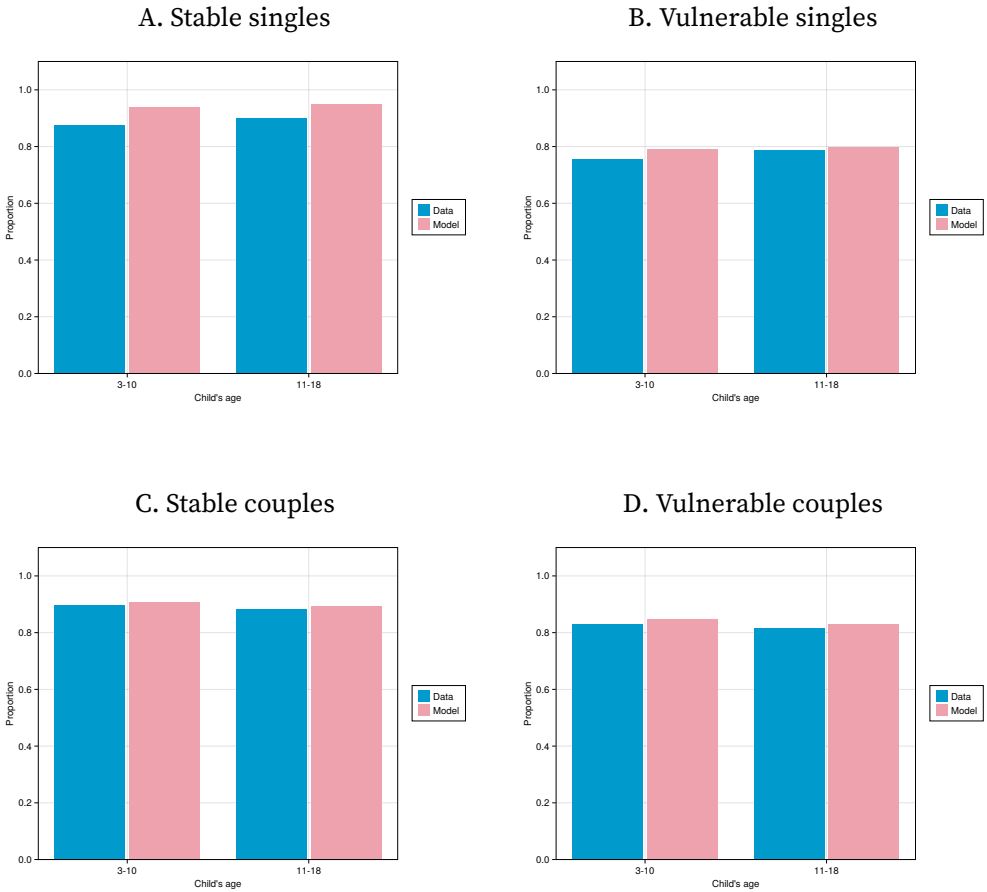 A. Stable singles
1.0
0.8
0.6
0.4
0.2
0.0
Proportion
3-10
11-18
Child's age
Data
Model
B. Vulnerable singles
1.0
0.8
0.6
0.4
0.2
0.0
Proportion
3-10
11-18
Child's age
Data
Model
C. Stable couples
1.0
0.8
0.6
0.4
0.2
0.0
Proportion
3-10
11-18
Child's age
Data
Model
D. Vulnerable couples
1.0
0.8
0.6
0.4
0.2
0.0
Proportion
3-10
11-18
Child's age
Data
Model